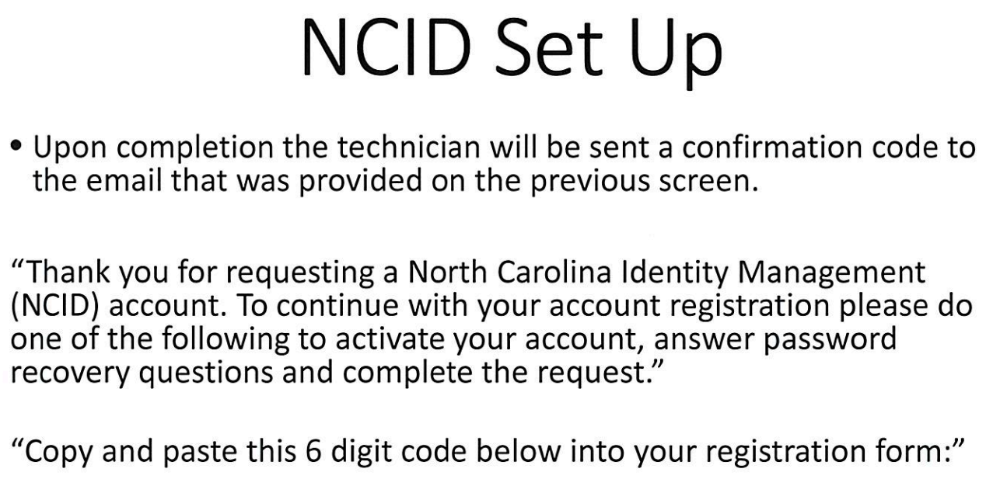 NCID Set Up
• Upon completion the technician will be sent a confirmation code to
the email that was provided on the previous screen.
“Thank you for requesting a North Carolina Identity Management
(NCID) account. To continue with your account registration please do
one of the following to activate your account, answer password
recovery questions and complete the request.”
“Copy and paste this 6 digit code below into your registration form:”